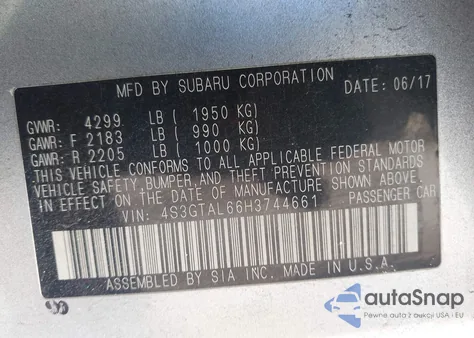 MFD BY SUBARU CORPORATION DATE: 06/17
GVWR: 4299 LB ( 1950 KG)
GAWR: F 2183 LB ( 990 KG)
GAWR: R 2205 LB ( 1000 KG)
THIS VEHICLE CONFORMS TO ALL APPLICABLE FEDERAL MOTOR
VEHICLE SAFETY, BUMPER, AND THEFT PREVENTION STANDARDS
IN EFFECT ON THE DATE OF MANUFACTURE SHOWN ABOVE.
VIN: 4S3GTAL66H3744661 PASSENGER CAR
ASSEMBLED BY SIA INC. MADE IN U.S.A.
autoSnap
Pewne auta z aukcji USA i EU